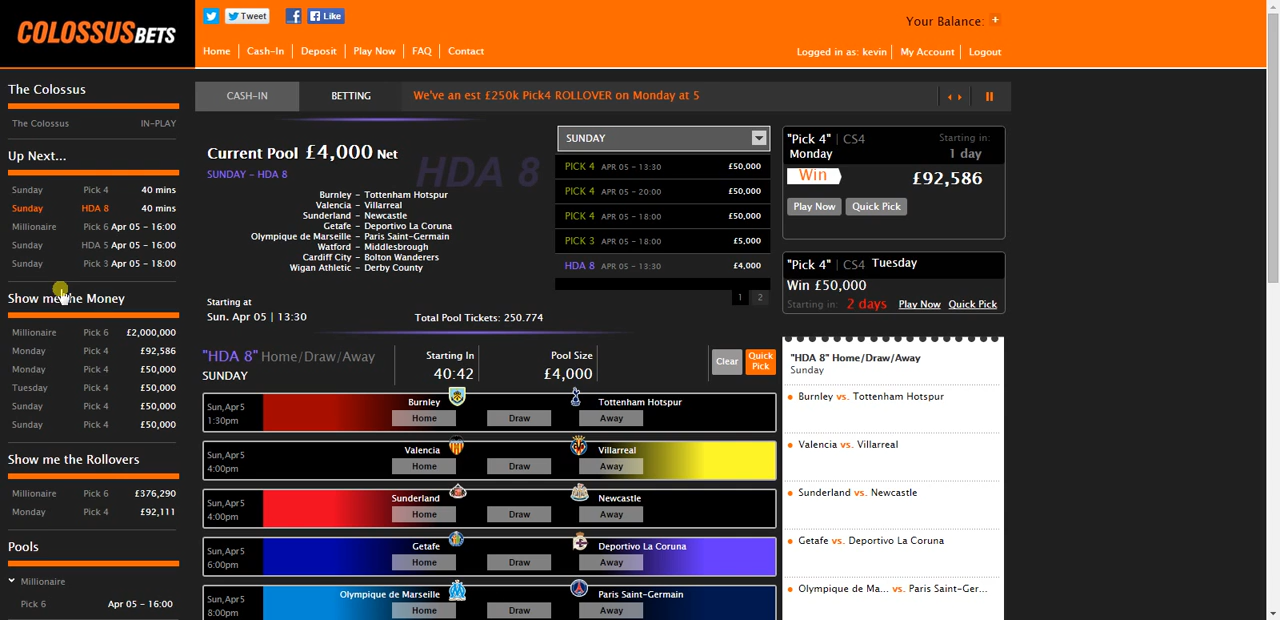 COLOSSUSBETS
Tweet
Like
Home
Cash-In
Deposit
Play Now
FAQ
Contact
Your Balance: +
Logged in as: kevin
My Account
Logout
The Colossus
The Colossus IN-PLAY
Up Next...
Sunday Pick 4 40 mins
Sunday HDA 8 40 mins
Millionaire Pick 6 Apr 05 - 16:00
Sunday HDA 5 Apr 05 - 16:00
Sunday Pick 3 Apr 05 - 18:00
Show me the Money
Millionaire Pick 6 £2,000,000
Monday Pick 4 £92,586
Monday Pick 4 £50,000
Tuesday Pick 4 £50,000
Sunday Pick 4 £50,000
Sunday Pick 4 £50,000
Show me the Rollovers
Millionaire Pick 6 £376,290
Monday Pick 4 £92,111
Pools
Millionaire
Pick 6 Apr 05 - 16:00
CASH-IN
BETTING
We've an est £250k Pick4 ROLLOVER on Monday at 5
Current Pool £4,000 Net
SUNDAY - HDA 8
HDA 8
Burnley - Tottenham Hotspur
Valencia - Villarreal
Sunderland - Newcastle
Getafe - Deportivo La Coruna
Olympique de Marseille - Paris Saint-Germain
Watford - Middlesbrough
Cardiff City - Bolton Wanderers
Wigan Athletic - Derby County
Starting at
Sun. Apr 05 | 13:30
Total Pool Tickets: 250.774
SUNDAY
PICK 4 APR 05 - 13:30 £50,000
PICK 4 APR 05 - 20:00 £50,000
PICK 4 APR 05 - 18:00 £50,000
PICK 3 APR 05 - 18:00 £5,000
HDA 8 APR 05 - 13:30 £4,000
1 2
"HDA 8" Home/Draw/Away
SUNDAY
Starting In
40:42
Pool Size
£4,000
Clear
Quick
Pick
Sun,Apr5
1:30pm
Burnley
Tottenham Hotspur
Home Draw Away
Sun,Apr5
4:00pm
Valencia
Villarreal
Home Draw Away
Sun,Apr5
4:00pm
Sunderland
Newcastle
Home Draw Away
Sun,Apr5
6:00pm
Getafe
Deportivo La Coruna
Home Draw Away
Sun,Apr5
8:00pm
Olympique de Marseille
Paris Saint-Germain
Home Draw Away
"Pick 4" | CS4
Monday
Starting in:
1 day
Win
£92,586
Play Now
Quick Pick
"Pick 4" | CS4 Tuesday
Win £50,000
Starting in: 2 days Play Now Quick Pick
"HDA 8" Home/Draw/Away
Sunday
Burnley vs. Tottenham Hotspur
Valencia vs. Villarreal
Sunderland vs. Newcastle
Getafe vs. Deportivo La Coruna
Olympique de Ma... vs. Paris Saint-Ger...